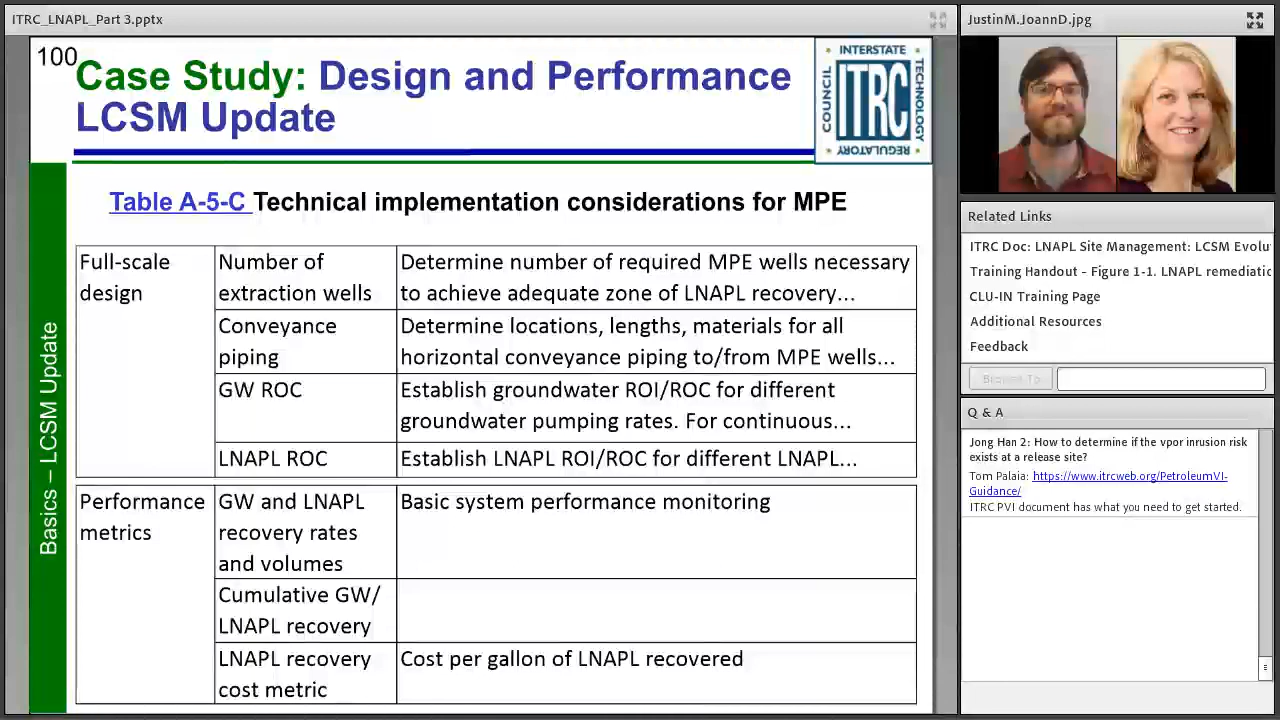 ITRC_LNAPL_Part 3.pptx
100
Case Study: Design and Performance
LCSM Update
INTERSTATE
COUNCIL
ITRC
TECHNOLOGY
REGULATORY
Basics – LCSM Update
Table A-5-C Technical implementation considerations for MPE
Full-scale
design
Number of
extraction wells
Determine number of required MPE wells necessary
to achieve adequate zone of LNAPL recovery...
Conveyance
piping
Determine locations, lengths, materials for all
horizontal conveyance piping to/from MPE wells...
GW ROC
Establish groundwater ROI/ROC for different
groundwater pumping rates. For continuous...
LNAPL ROC
Establish LNAPL ROI/ROC for different LNAPL...
Performance
metrics
GW and LNAPL
recovery rates
and volumes
Basic system performance monitoring
Cumulative GW/
LNAPL recovery
LNAPL recovery
cost metric
Cost per gallon of LNAPL recovered
JustinM.JoannD.jpg
Related Links
ITRC Doc: LNAPL Site Management: LCSM Evolu
Training Handout - Figure 1-1. LNAPL remediatic
CLU-IN Training Page
Additional Resources
Feedback
Browse To
Q & A
Jong Han 2: How to determine if the vpor inrusion risk
exists at a release site?
Tom Palaia: https://www.itrcweb.org/PetroleumVI-
Guidance/
ITRC PVI document has what you need to get started.